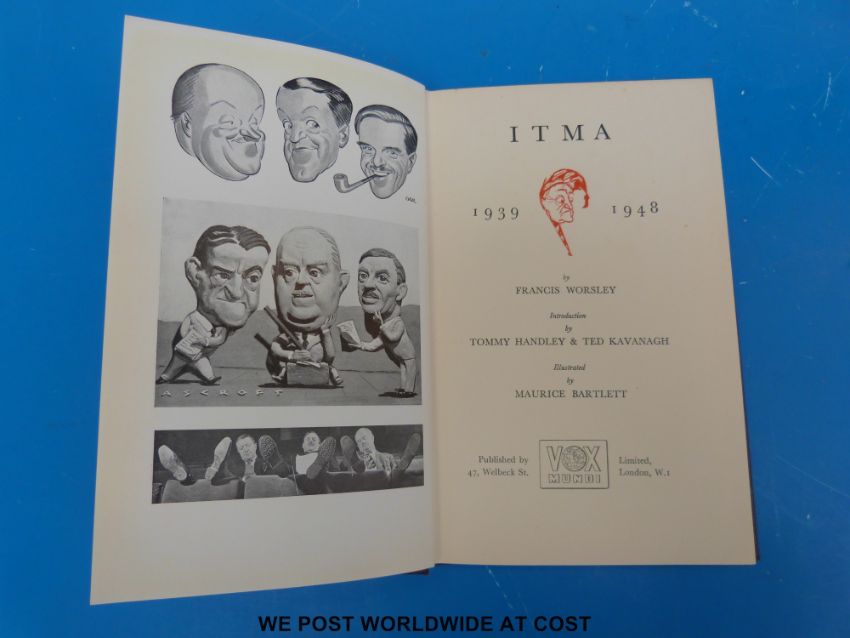 ASCROFT
ITMA
1939 1948
by
FRANCIS WORSLEY
Introduction
by
TOMMY HANDLEY & TED KAVANAGH
Illustrated
by
MAURICE BARTLETT
Published by
47, Welbeck St.
VOX
MUNDI
Limited,
London, W.1
WE POST WORLDWIDE AT COST